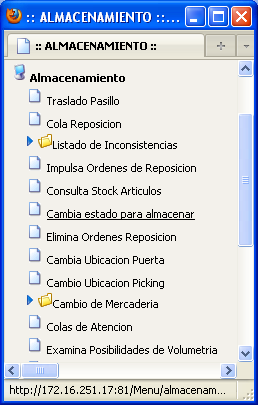 :: ALMACENAMIENTO ::...
:: ALMACENAMIENTO ::
Almacenamiento
Traslado Pasillo
Cola Reposicion
Listado de Inconsistencias
Impulsa Ordenes de Reposicion
Consulta Stock Articulos
Cambia estado para almacenar
Elimina Ordenes Reposicion
Cambia Ubicacion Puerta
Cambio Ubicacion Picking
Cambio de Mercaderia
Colas de Atencion
Examina Posibilidades de Volumetria
http://172.16.251.17:81/Menu/almacenam...